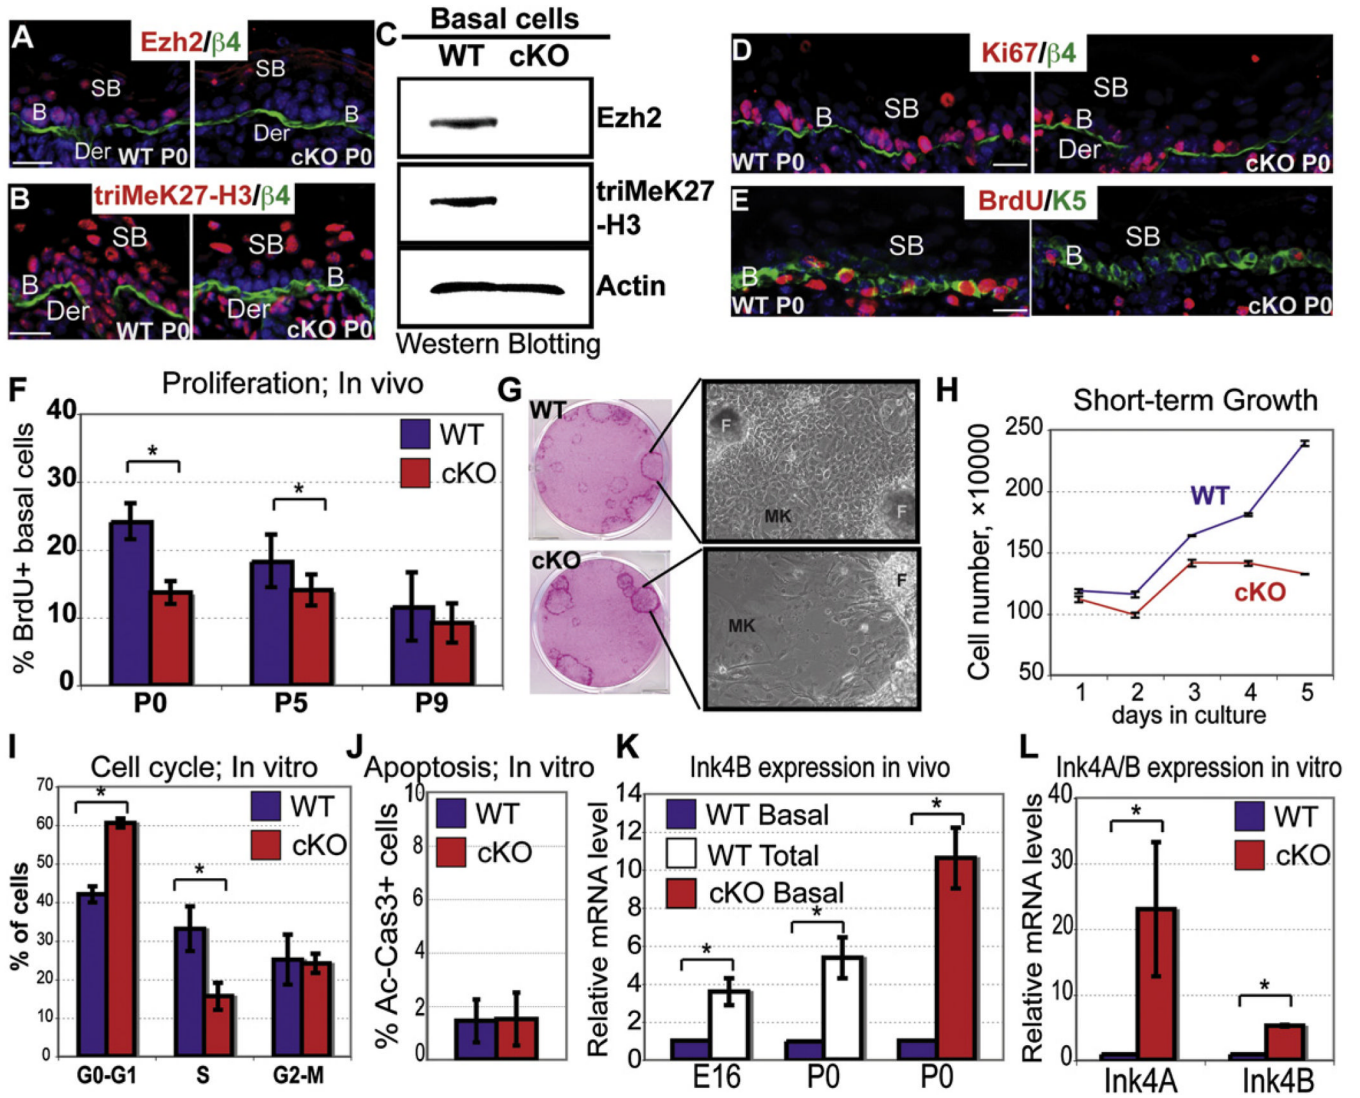 A
Ezh2/β4
SB
SB
B
B
Der
Der
WT P0
cKO P0
B
triMeK27-H3/β4
SB
SB
B
B
Der
Der
WT P0
cKO P0
C
Basal cells
WT cKO
Ezh2
triMeK27
-H3
Actin
Western Blotting
D
Ki67/β4
SB
SB
B
B
Der
WT P0
cKO P0
E
BrdU/K5
SB
SB
B
B
WT P0
cKO P0
F
Proliferation; In vivo
% BrdU+ basal cells
40
30
20
10
0
WT
cKO
*
*
P0 P5 P9
G
WT
F
F
MK
cKO
F
MK
H
Short-term Growth
Cell number, ×10000
250
200
150
100
50
WT
cKO
1 2 3 4 5
days in culture
I
Cell cycle; In vitro
% of cells
70
60
50
40
30
20
10
0
*
*
WT
cKO
G0-G1 S G2-M
J
Apoptosis; In vitro
% Ac-Cas3+ cells
10
8
6
4
2
0
WT
cKO
K
Ink4B expression in vivo
Relative mRNA level
14
12
10
8
6
4
2
0
WT Basal
WT Total
cKO Basal
*
*
*
E16 P0 P0
L
Ink4A/B expression in vitro
Relative mRNA levels
40
30
20
10
0
*
*
WT
cKO
Ink4A Ink4B